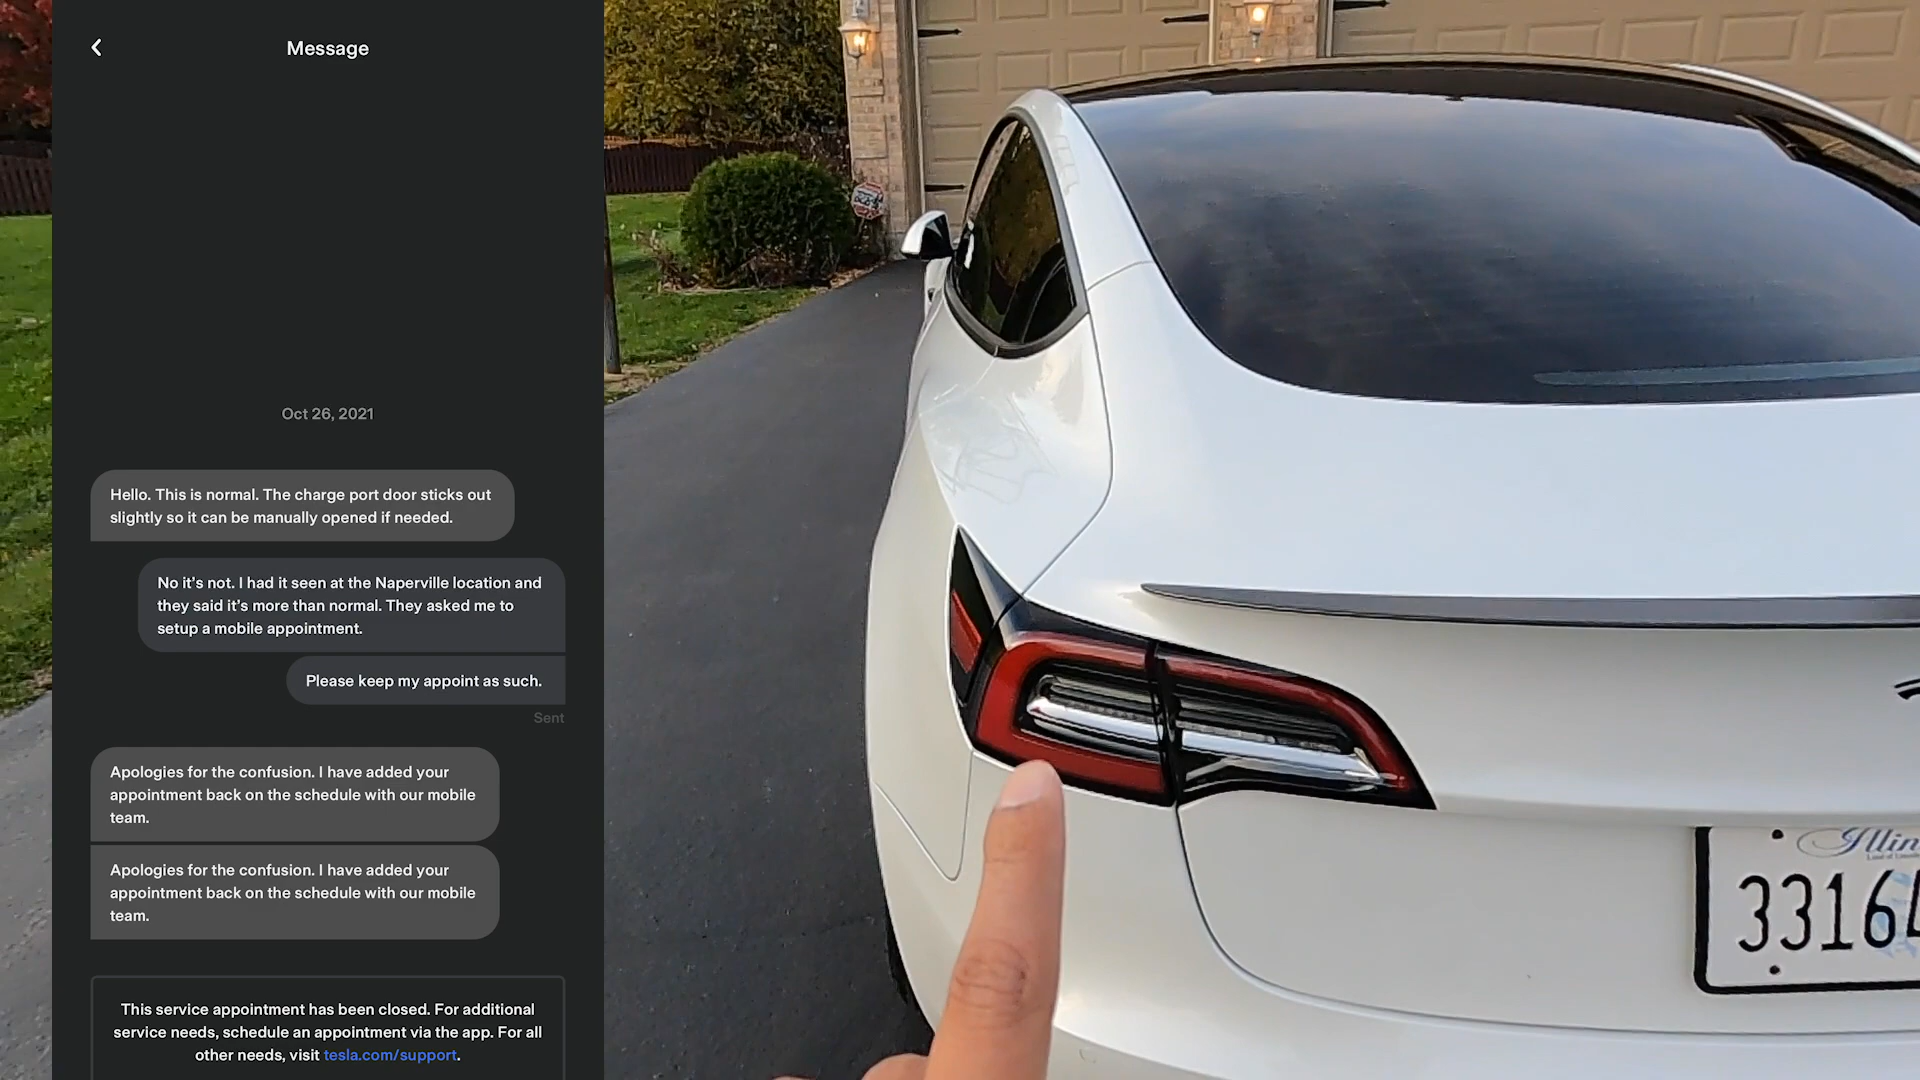 Message
Oct 26, 2021
Hello. This is normal. The charge port door sticks out
slightly so it can be manually opened if needed.
No it's not. I had it seen at the Naperville location and
they said it's more than normal. They asked me to
setup a mobile appointment.
Please keep my appoint as such.
Sent
Apologies for the confusion. I have added your
appointment back on the schedule with our mobile
team.
Apologies for the confusion. I have added your
appointment back on the schedule with our mobile
team.
This service appointment has been closed. For additional
service needs, schedule an appointment via the app. For all
other needs, visit tesla.com/support.
Illin
3316